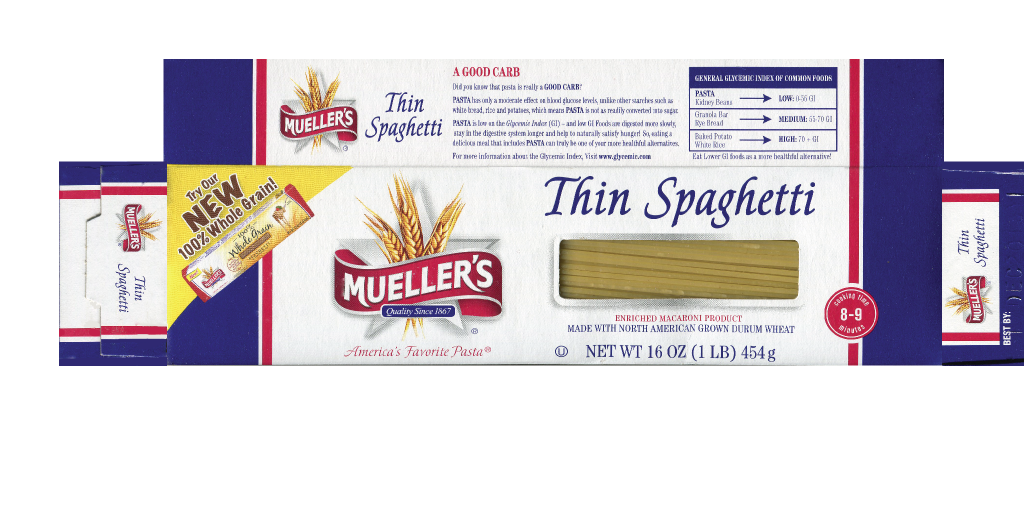 A GOOD CARB
Did you know that pasta is really a GOOD CARB?
PASTA has only a moderate effect on blood glucose levels, unlike other starches such as
white bread, rice and potatoes, which means PASTA is not as readily converted into sugar.
PASTA is low on the Glycemic Index (GI) – and low GI Foods are digested more slowly,
stay in the digestive system longer and help to naturally satisfy hunger! So, eating a
delicious meal that includes PASTA can truly be one of your more healthful alternatives.
For more information about the Glycemic Index, Visit www.glycemic.com
MUELLER'S
®
Thin
Spaghetti
GENERAL GLYCEMIC INDEX OF COMMON FOODS
PASTA
Kidney Beans
LOW: 0-55 GI
Granola Bar
Rye Bread
MEDIUM: 55-70 GI
Baked Potato
White Rice
HIGH: 70 + GI
Eat Lower GI foods as a more healthful alternative!
MUELLER'S
Thin
Spaghetti
Try Our
NEW
100% Whole Grain!
Whole Grain
MUELLER'S
Quality Since 1867
®
America's Favorite Pasta®
Thin Spaghetti
ENRICHED MACARONI PRODUCT
MADE WITH NORTH AMERICAN GROWN DURUM WHEAT
U NET WT 16 OZ (1 LB) 454 g
cooking time
8-9
minutes
Thin
Spaghetti
MUELLER'S
BEST BY: